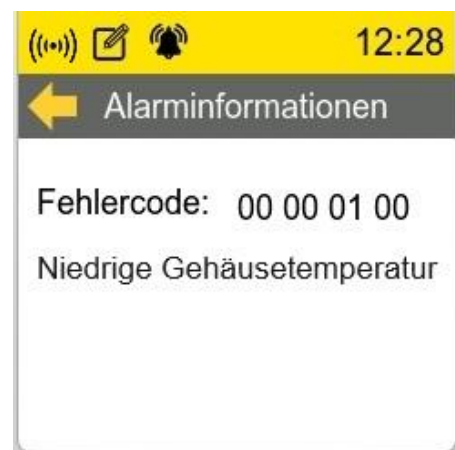 12:28
Alarminformationen
Fehlercode: 00 00 01 00
Niedrige Gehäusetemperatur